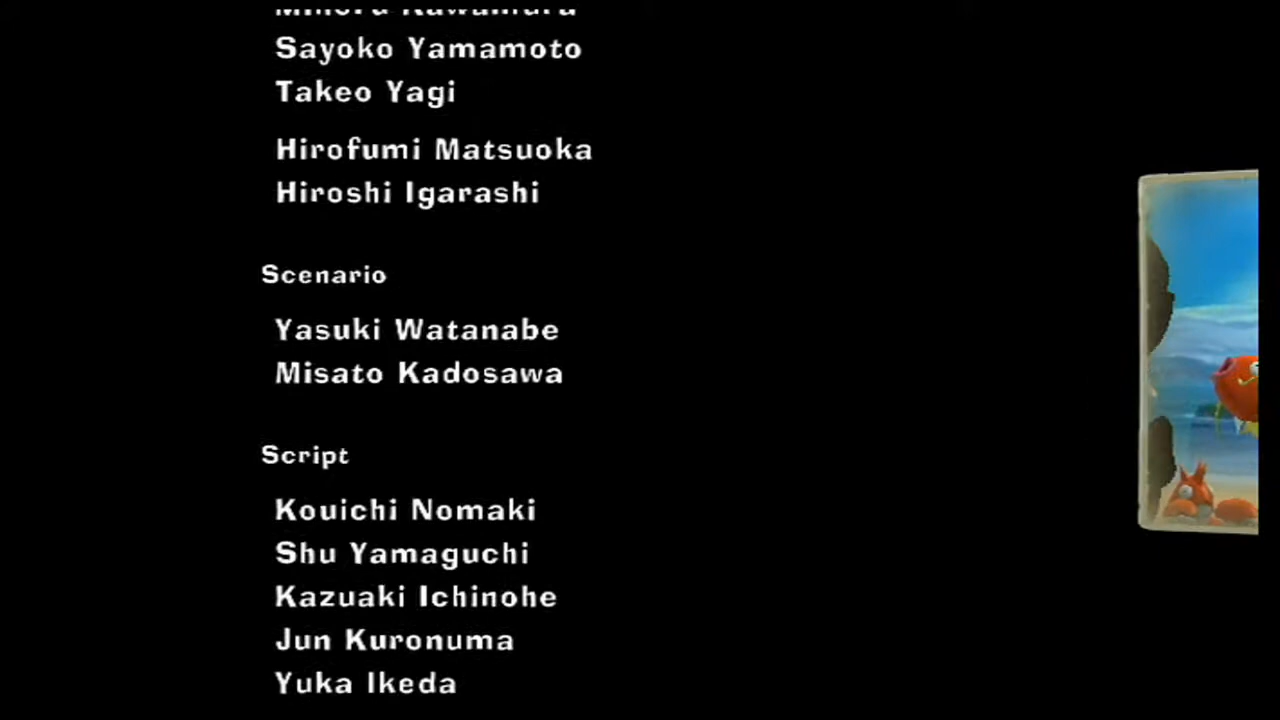 Sayoko Yamamoto
Takeo Yagi
Hirofumi Matsuoka
Hiroshi Igarashi
Scenario
Yasuki Watanabe
Misato Kadosawa
Script
Kouichi Nomaki
Shu Yamaguchi
Kazuaki Ichinohe
Jun Kuronuma
Yuka Ikeda